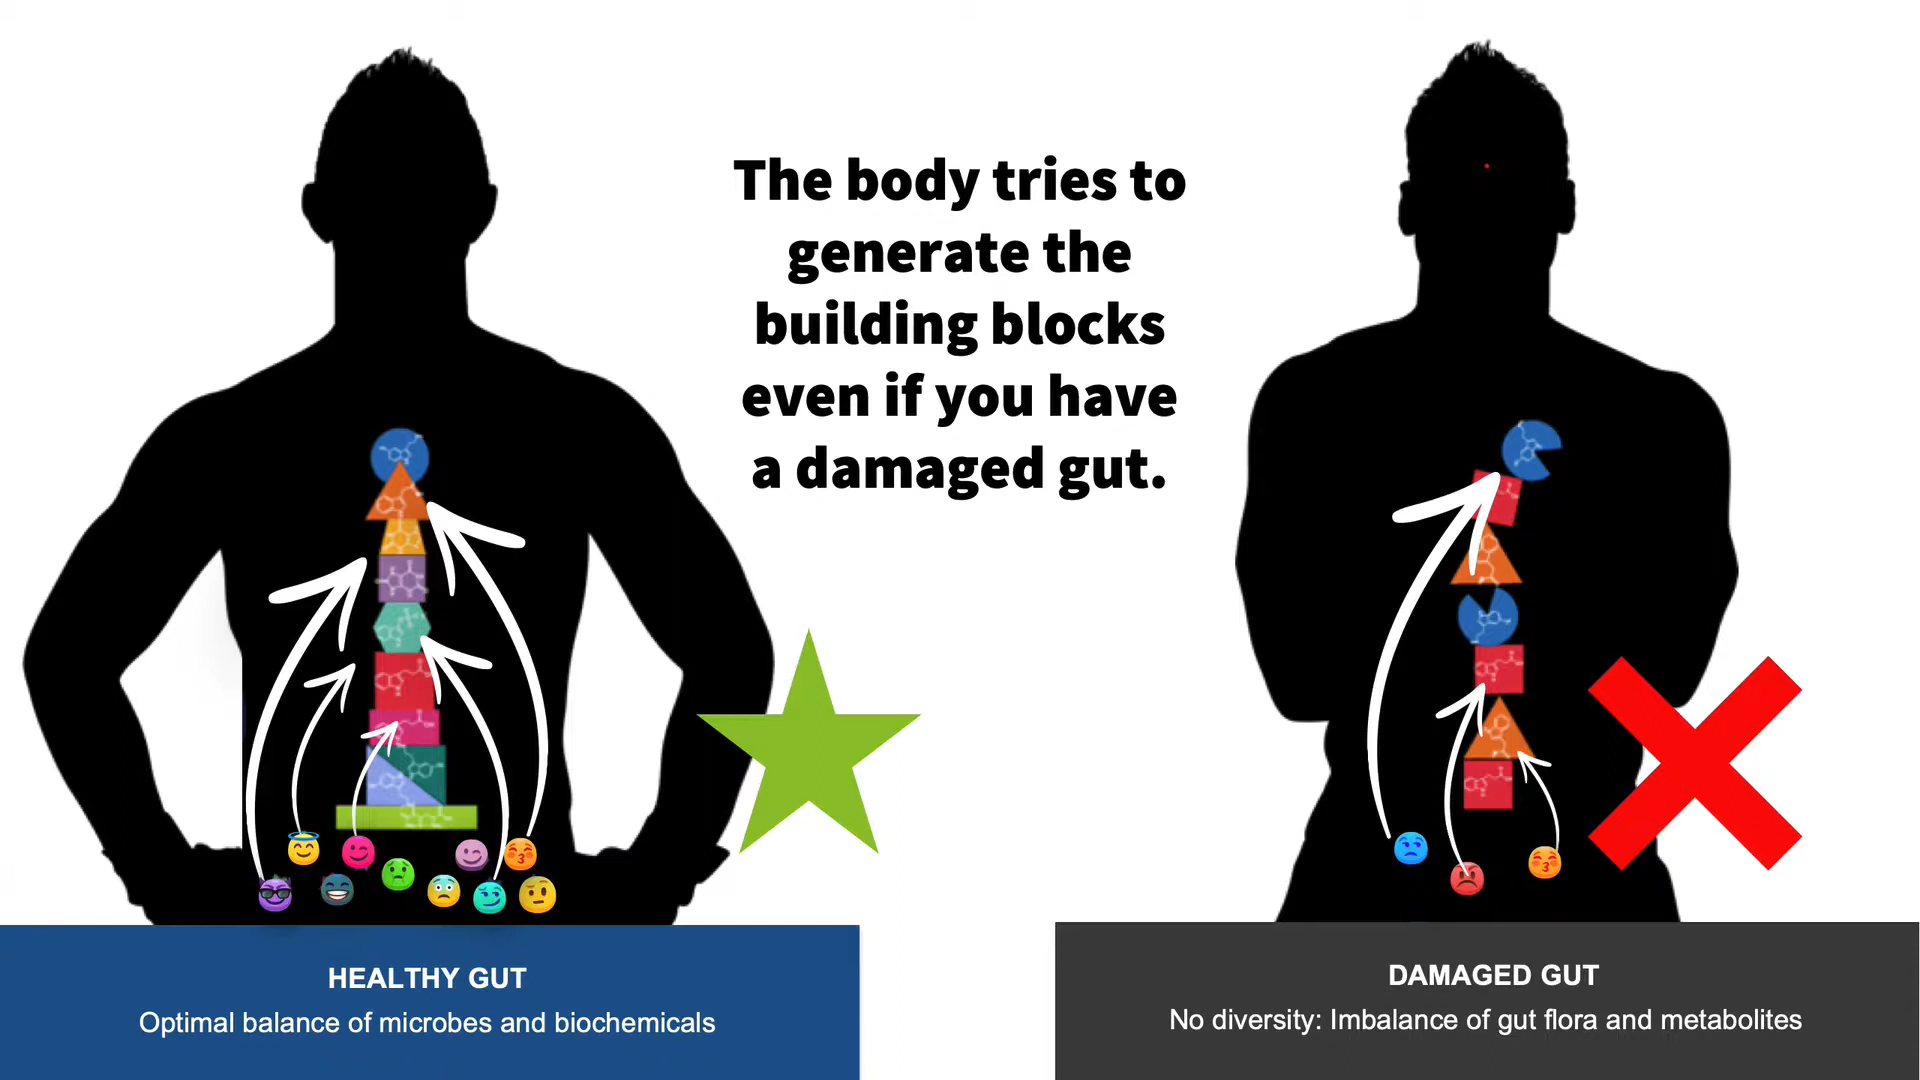 The body tries to
generate the
building blocks
even if you have
a damaged gut.
HEALTHY GUT
Optimal balance of microbes and biochemicals
DAMAGED GUT
No diversity: Imbalance of gut flora and metabolites